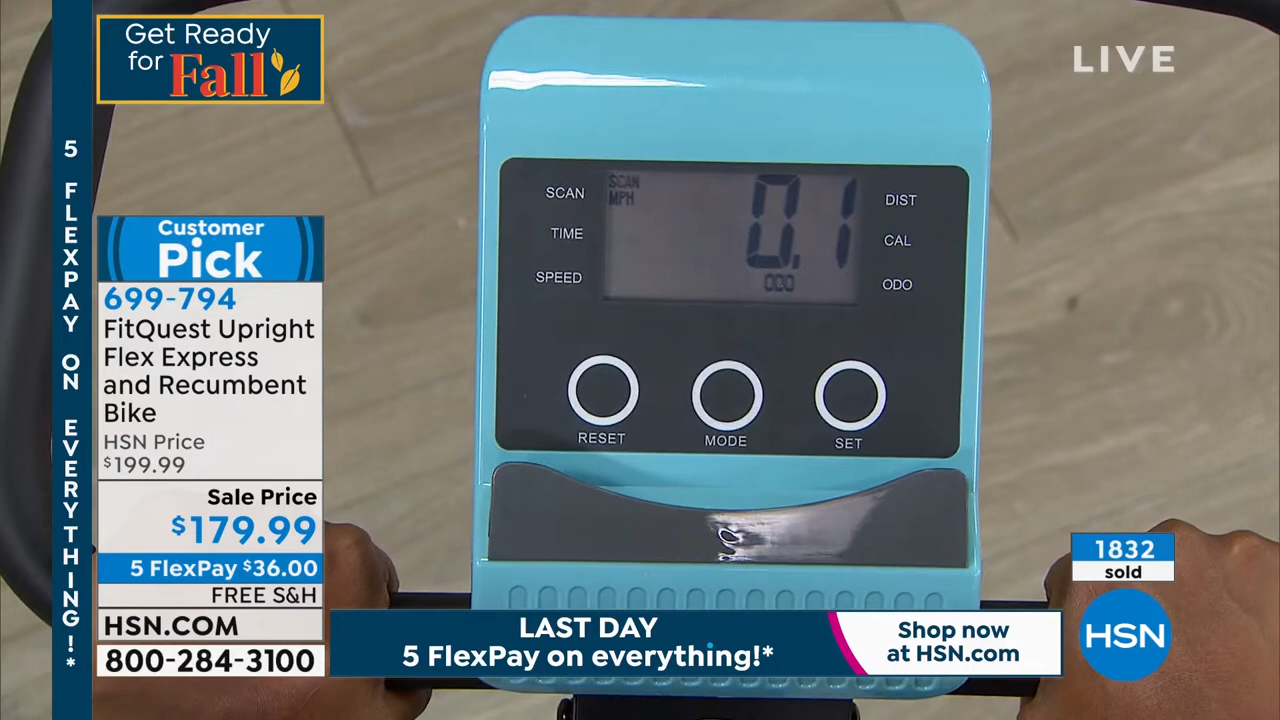 Get Ready
for Fall
LIVE
5 FLEXPAY ON EVERYTHING!*
Customer
Pick
699-794
FitQuest Upright
Flex Express
and Recumbent
Bike
HSN Price
$199.99
Sale Price
$179.99
5 FlexPay $36.00
FREE S&H
HSN.COM
800-284-3100
SCAN
TIME
SPEED
SCAN
MPH
0.1
ODO
DIST
CAL
ODO
RESET
MODE
SET
LAST DAY
5 FlexPay on everything!*
Shop now
at HSN.com
1832
sold
HSN